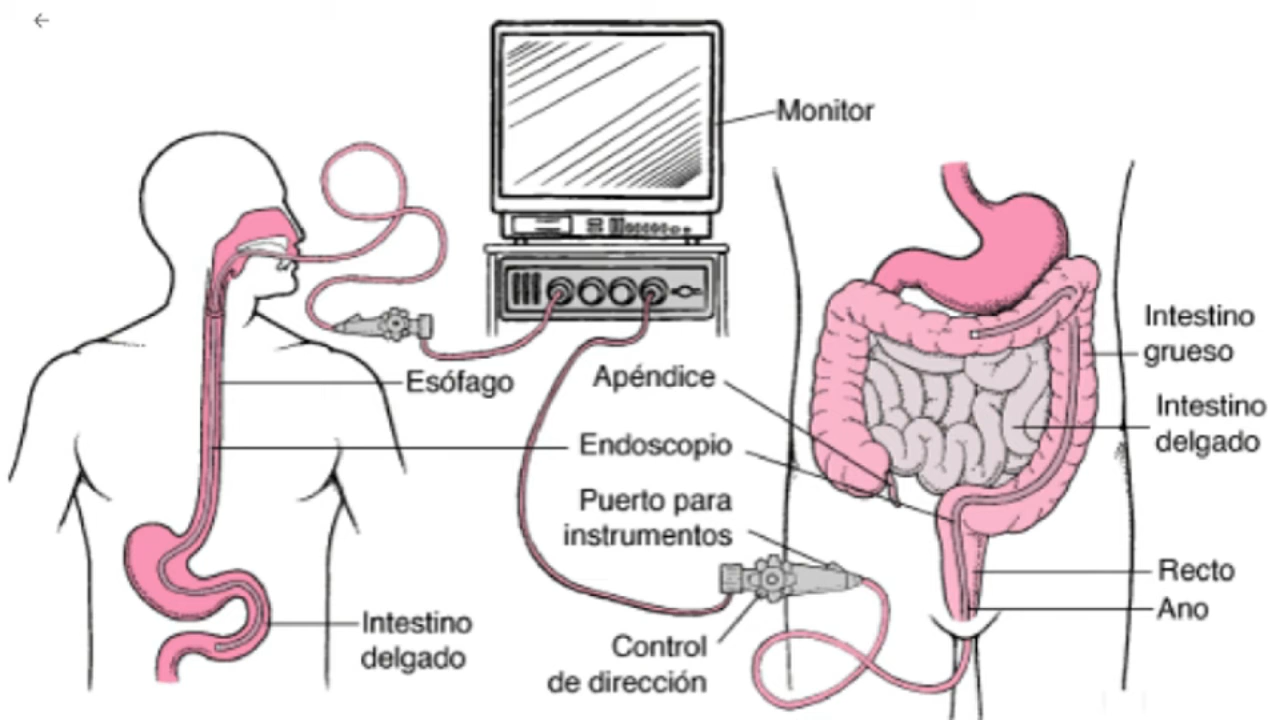 Monitor
Esófago
Apéndice
Endoscopio
Puerto para
instrumentos
Control
de dirección
Intestino
delgado
Intestino
grueso
Intestino
delgado
Recto
Ano